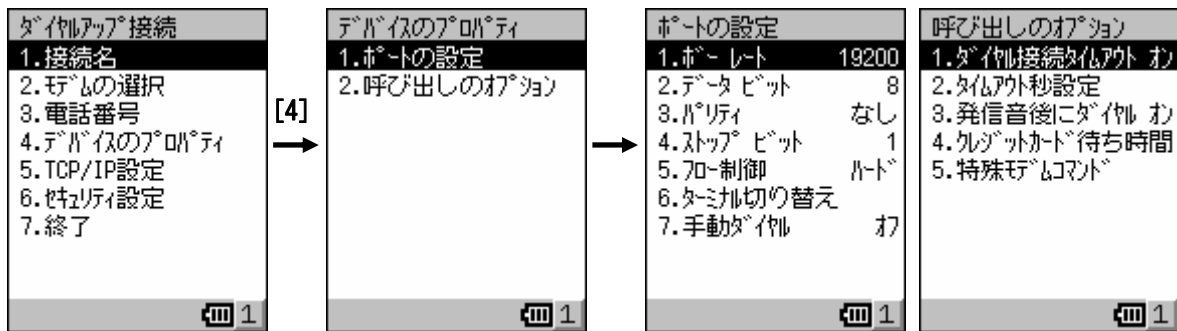 ﾀﾞｲﾔﾙｱｯﾌﾟ接続
1.接続名
2.ﾓﾃﾞﾑの選択
3.電話番号
4.ﾃﾞﾊﾞｲｽのﾌﾟﾛﾊﾟﾃｨ
5.TCP/IP設定
6.ｾｷｭﾘﾃｨ設定
7.終了
1
[4]
ﾃﾞﾊﾞｲｽのﾌﾟﾛﾊﾟﾃｨ
1.ﾎﾟｰﾄの設定
2.呼び出しのｵﾌﾟｼｮﾝ
1
ﾎﾟｰﾄの設定
1.ﾎﾞｰ ﾚｰﾄ 19200
2.ﾃﾞｰﾀ ﾋﾞｯﾄ 8
3.ﾊﾟﾘﾃｨ なし
4.ｽﾄｯﾌﾟ ﾋﾞｯﾄ 1
5.ﾌﾛｰ制御 ﾊｰﾄﾞ
6.ﾀｰﾐﾅﾙ切り替え
7.手動ﾀﾞｲﾔﾙ ｵﾌ
1
呼び出しのｵﾌﾟｼｮﾝ
1.ﾀﾞｲﾔﾙ接続ﾀｲﾑｱｳﾄ ｵﾝ
2.ﾀｲﾑｱｳﾄ秒設定
3.発信音後にﾀﾞｲﾔﾙ ｵﾝ
4.ｸﾚｼﾞｯﾄｶｰﾄﾞ待ち時間
5.特殊ﾓﾃﾞﾑｺﾏﾝﾄﾞ
1